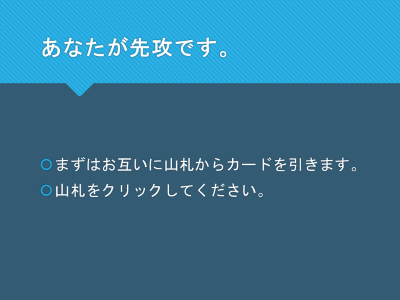 あなたが先攻です。
まずはお互いに山札からカードを引きます。
山札をクリックしてください。